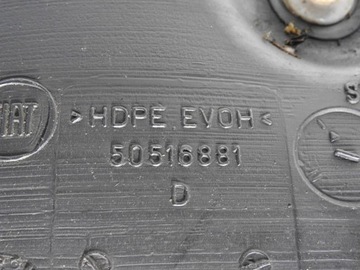 FIAT
>HDPE EVOH<
50516881
D
S